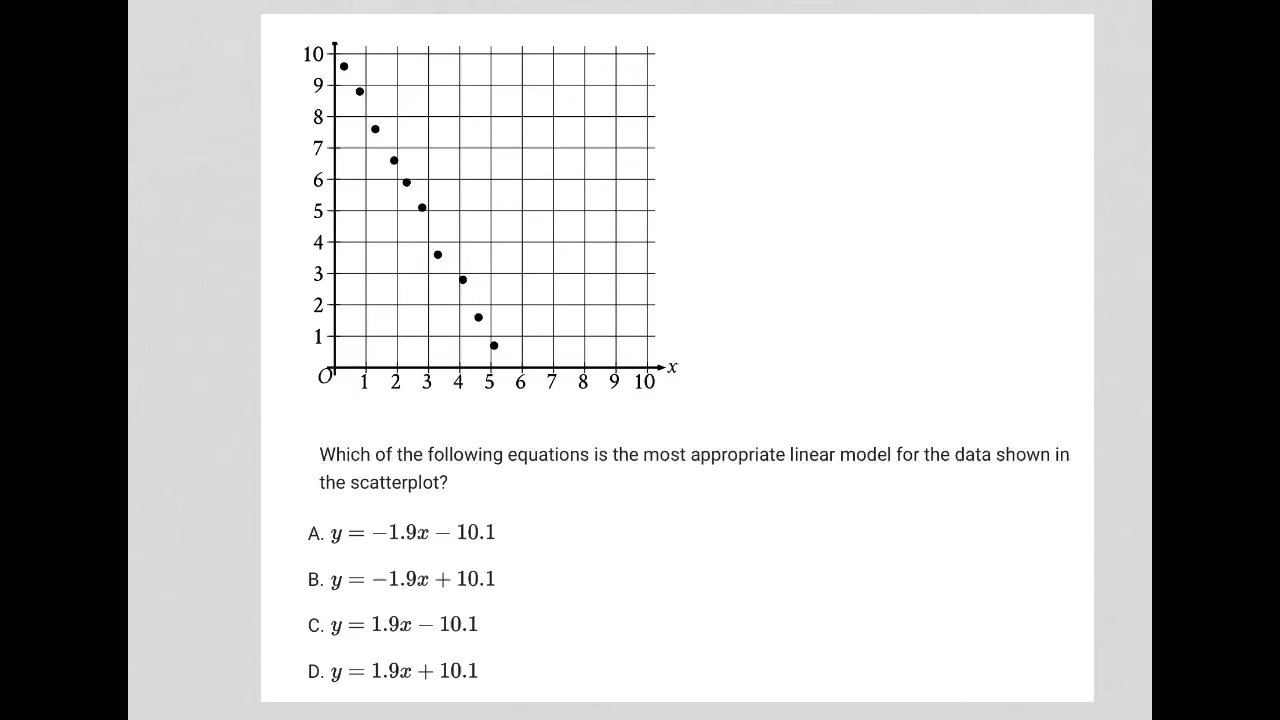 10
9
8
7
6
5
4
3
2
1
O 1 2 3 4 5 6 7 8 9 10 x
Which of the following equations is the most appropriate linear model for the data shown in
the scatterplot?
A. y = −1.9x − 10.1
B. y = −1.9x + 10.1
C. y = 1.9x − 10.1
D. y = 1.9x + 10.1